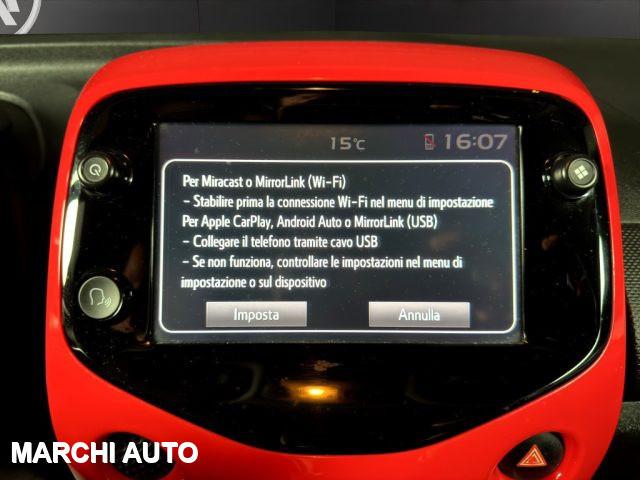 15°C 16:07
Per Miracast o MirrorLink (Wi-Fi)
- Stabilire prima la connessione Wi-Fi nel menu di impostazione
Per Apple CarPlay, Android Auto o MirrorLink (USB)
- Collegare il telefono tramite cavo USB
- Se non funziona, controllare le impostazioni nel menu di
impostazione o sul dispositivo
Imposta Annulla
MARCHI AUTO